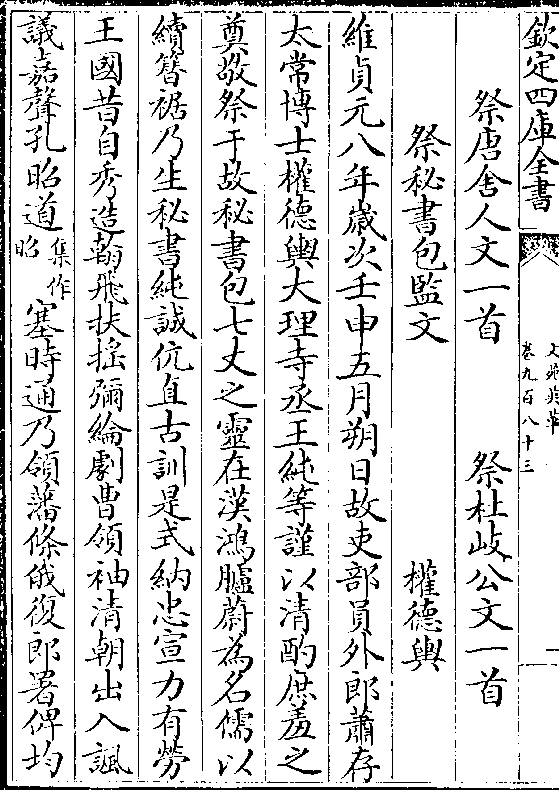 欽定四庫全書
文苑英華
卷九百八十三
祭唐舍人文一首　祭杜岐公文一首
祭秘書包監文　權德輿
維貞元八年歲次壬申五月朔日故吏部員外郎蕭存
太常博士權德輿大理寺丞王純等謹以清酌庶羞之
奠敬祭于故秘書包七丈之靈在漢鴻臚蔚為名儒以
續簪裾乃生秘書純誠伉直古訓是式納忠宣力有勞
王國昔自秀造翰飛扶搖彌綸劇曹領袖清朝出入諷
議嘉聲孔昭道集作昭塞時通乃領藩條俄復郎署俾均